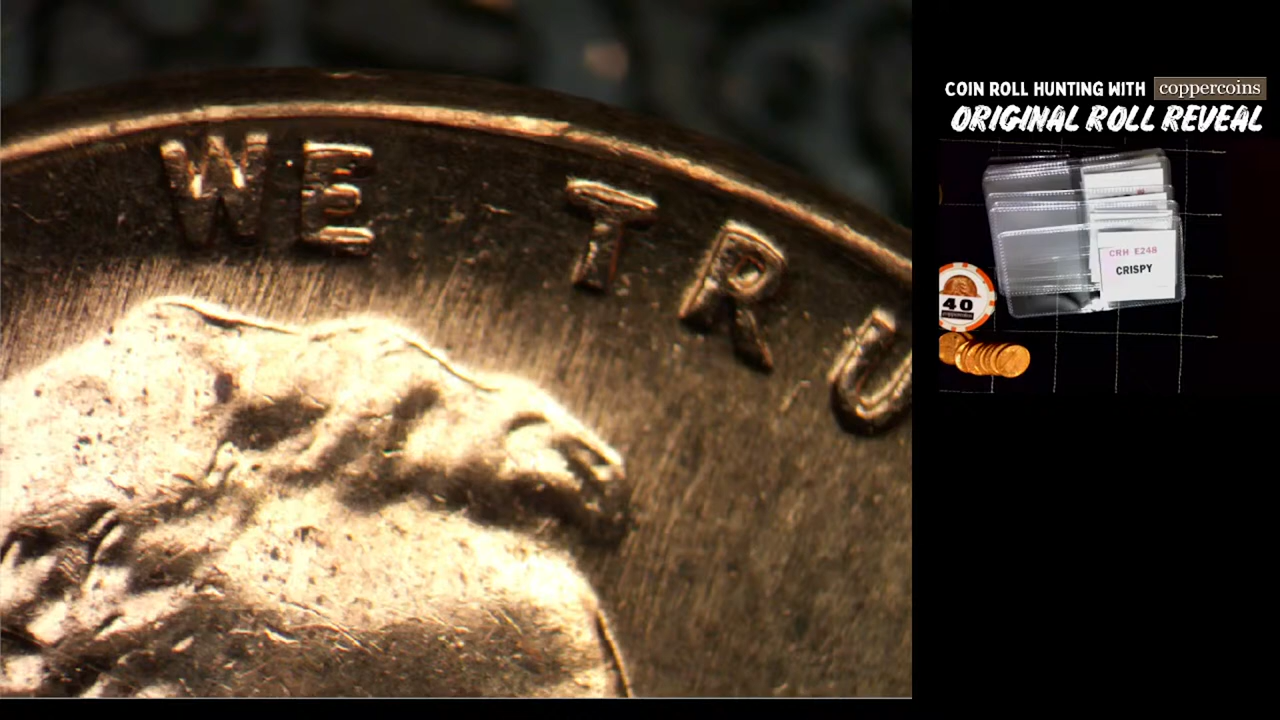 WE TRU
COIN ROLL HUNTING WITH coppercoins
ORIGINAL ROLL REVEAL
CRH E248
CRISPY
40